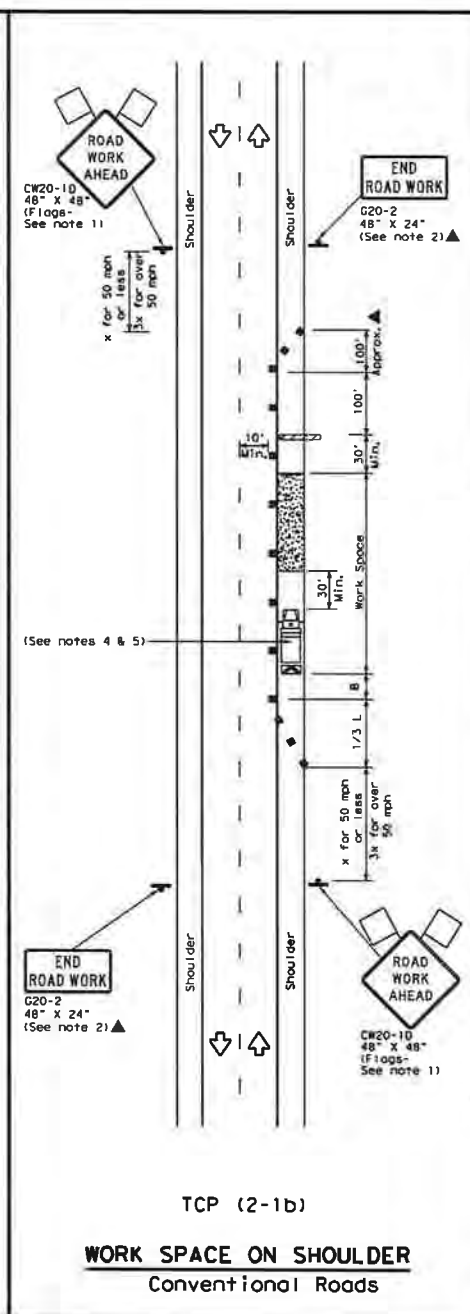 ROAD
WORK
AHEAD
CW20-1D
48" X 48"
(Flags-
See note 1)
Shoulder
Shoulder
END
ROAD WORK
G20-2
48" X 24"
(See note 2)▲
x for 50 mph
or less
3x for over
50 mph
100'
Approx.▲
100'
10'
Min.
30'
Min.
Work Space
30'
Min.
(See notes 4 & 5)
B
1/3 L
x for 50 mph
or less
3x for over
50 mph
END
ROAD WORK
G20-2
48" X 24"
(See note 2)▲
Shoulder
Shoulder
ROAD
WORK
AHEAD
CW20-1D
48" X 48"
(Flags-
See note 1)
TCP (2-1b)
WORK SPACE ON SHOULDER
Conventional Roads